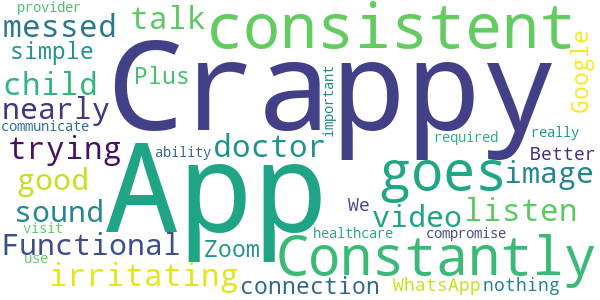 provider
messed
talk
consistent
simple
Crappy
Google
child
Plus
important
nearly
communicate
required
really
trying
ability
doctor
Better
App
goes
image
good
sound
We
video
listen
visit
Functional
Zoom
healthcare
compromise
Constantly
use
irritating
connection
WhatsApp
nothing